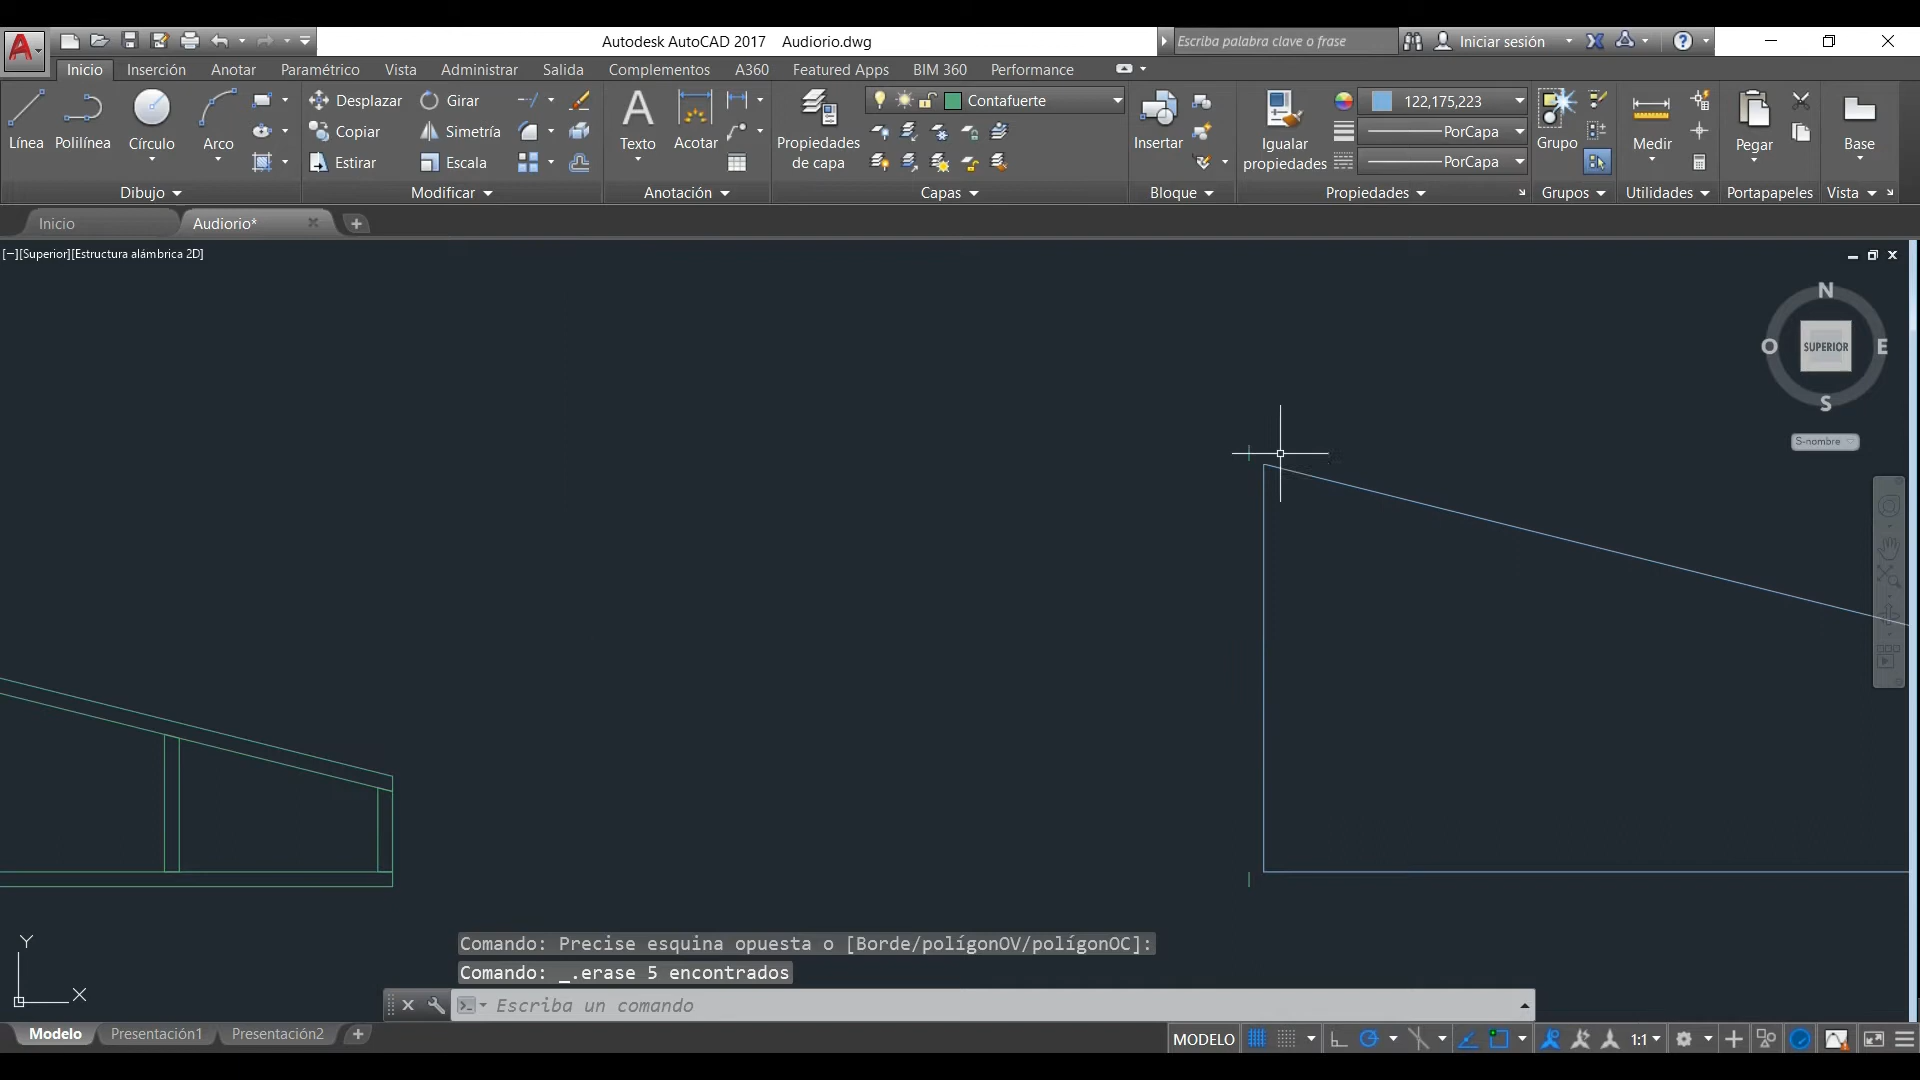 Autodesk AutoCAD 2017    Audiorio.dwg
Escriba palabra clave o frase
Iniciar sesión
Inicio
Inserción
Anotar
Paramétrico
Vista
Administrar
Salida
Complementos
A360
Featured Apps
BIM 360
Performance
Línea
Polilínea
Círculo
Arco
Dibujo
Desplazar
Copiar
Estirar
Girar
Simetría
Escala
Modificar
Texto
Acotar
Anotación
Propiedades
de capa
Contafuerte
Capas
Insertar
Bloque
Igualar
propiedades
122,175,223
PorCapa
PorCapa
Propiedades
Grupo
Grupos
Medir
Utilidades
Pegar
Portapapeles
Base
Vista
Inicio
Audiorio*
[−][Superior][Estructura alámbrica 2D]
N
O
SUPERIOR
E
S
S-nombre
Y
X
Comando: Precise esquina opuesta o [Borde/polígonOV/polígonOC]:
Comando: _.erase 5 encontrados
Escriba un comando
Modelo
Presentación1
Presentación2
MODELO
1:1